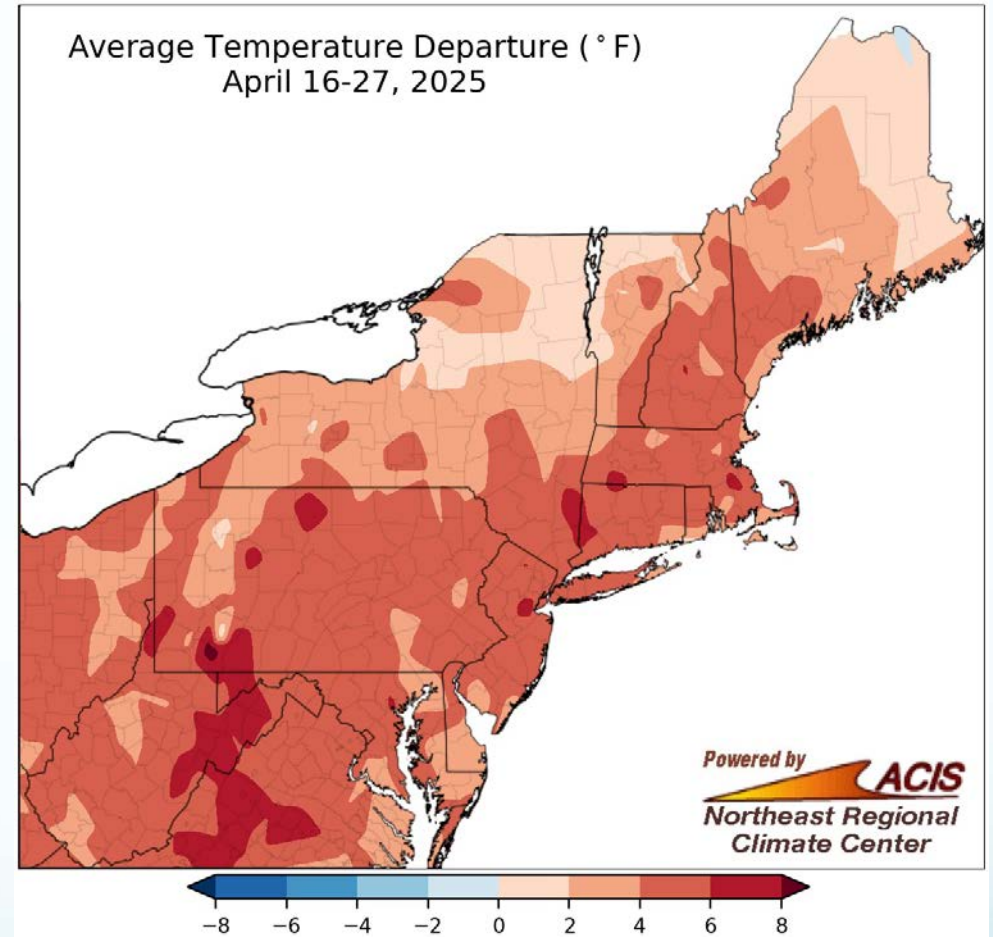 Average Temperature Departure (°F)
April 16-27, 2025
Powered by
ACIS
Northeast Regional
Climate Center
−8 −6 −4 −2 0 2 4 6 8